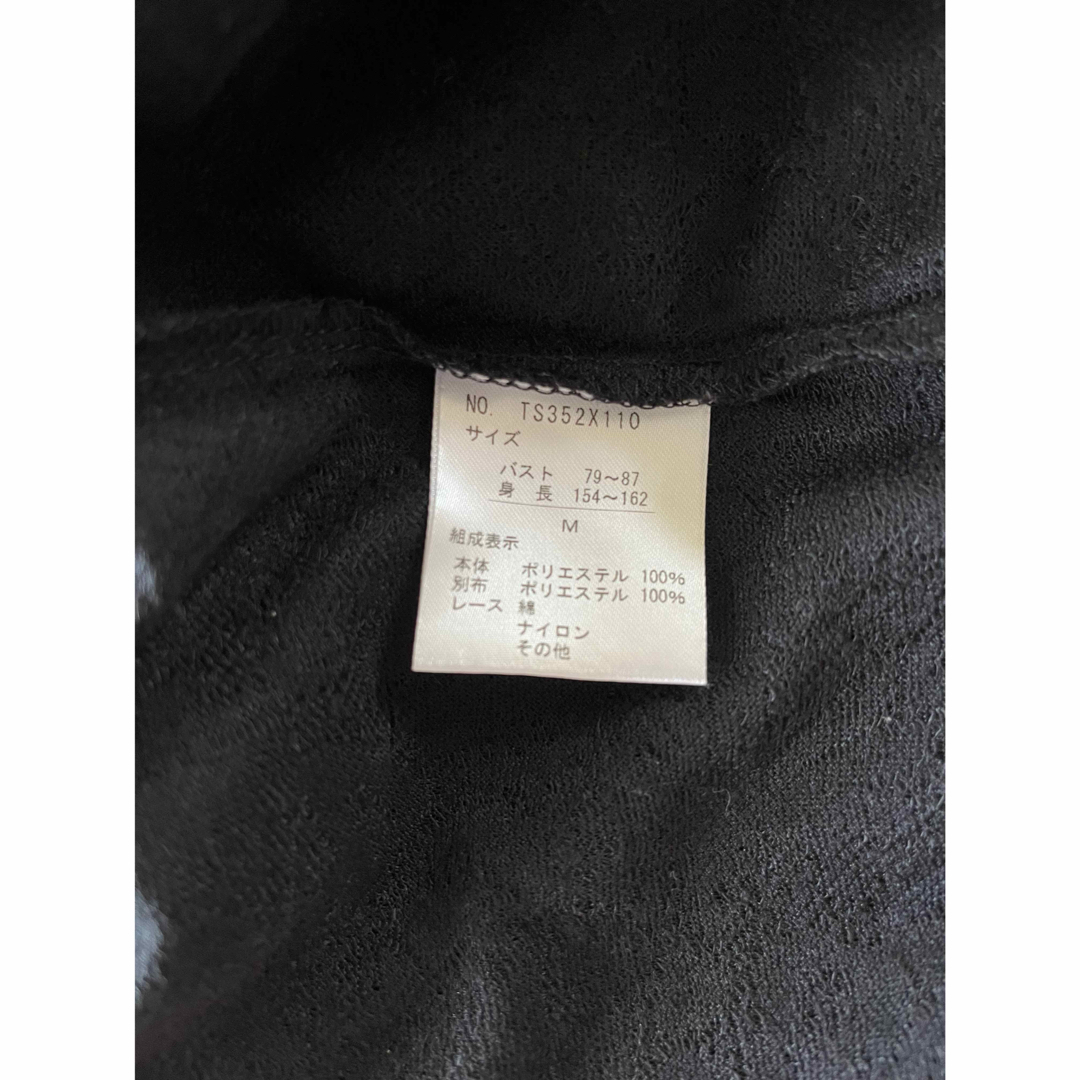 NO. TS352X110
サイズ
バスト 79～87
身長 154～162
M
組成表示
本体 ポリエステル 100%
別布 ポリエステル 100%
レース 綿
ナイロン
その他